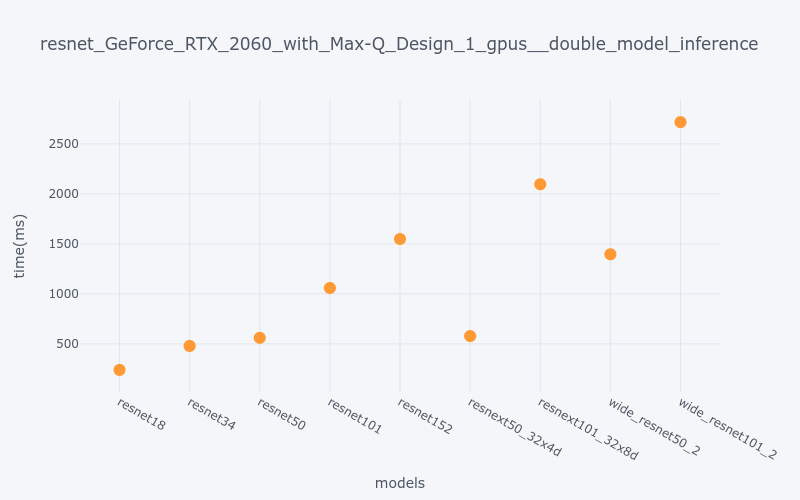 resnet_GeForce_RTX_2060_with_Max-Q_Design_1_gpus__double_model_inference
time(ms)
2500
2000
1500
1000
500
resnet18
resnet34
resnet50
resnet101
resnet152
resnext50_32x4d
resnext101_32x8d
wide_resnet50_2
wide_resnet101_2
models